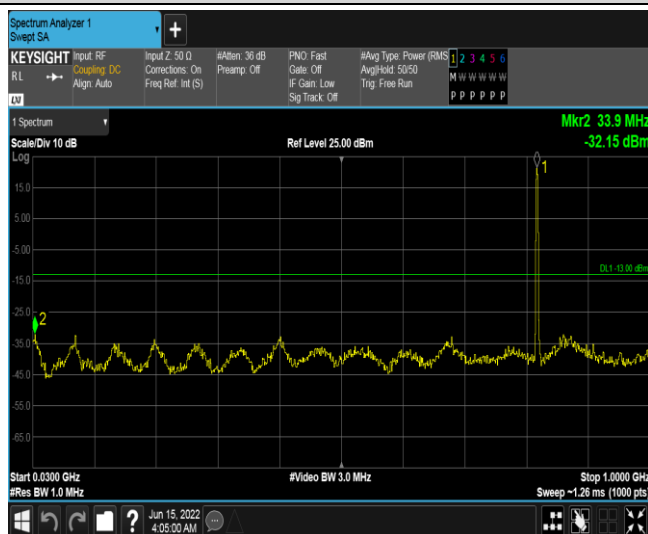 Spectrum Analyzer 1
Swept SA
KEYSIGHT
RL
LXI
Input: RF
Coupling: DC
Align: Auto
Input Z: 50 Ω
Corrections: On
Freq Ref: Int (S)
#Atten: 36 dB
Preamp: Off
PNO: Fast
Gate: Off
IF Gain: Low
Sig Track: Off
#Avg Type: Power (RMS
Avg|Hold: 50/50
Trig: Free Run
1 2 3 4 5 6
M W W W W W
P P P P P P
1 Spectrum
Mkr2 33.9 MHz
Scale/Div 10 dB
Ref Level 25.00 dBm
-32.15 dBm
Log
1
15.0
5.00
-5.00
DL1 -13.00 dBm
-15.0
-25.0
2
-35.0
-45.0
-55.0
-65.0
Start 0.0300 GHz
#Video BW 3.0 MHz
Stop 1.0000 GHz
#Res BW 1.0 MHz
Sweep ~1.26 ms (1000 pts)
?
Jun 15, 2022
4:05:00 AM